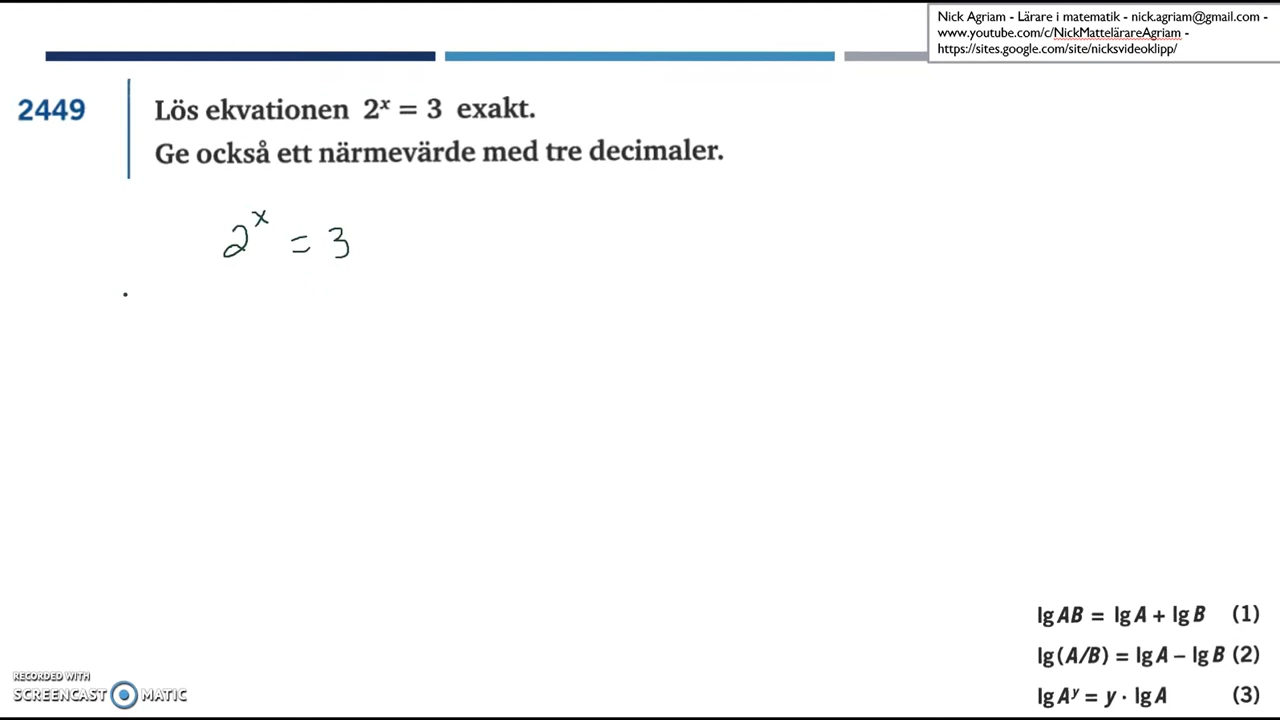 Nick Agriam - Lärare i matematik - nick.agriam@gmail.com -
www.youtube.com/c/NickMattelärareAgriam -
https://sites.google.com/site/nicksvideoklipp/
2449
Lös ekvationen 2ˣ = 3 exakt.
Ge också ett närmevärde med tre decimaler.
2ˣ = 3
lg AB = lg A + lg B (1)
lg (A/B) = lg A – lg B (2)
lg Aʸ = y · lg A (3)
RECORDED WITH
SCREENCAST MATIC